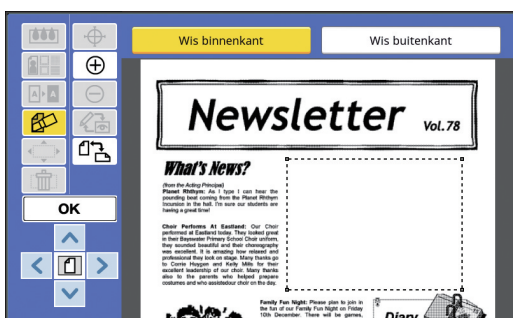 Wis binnenkant
Wis buitenkant
A A
OK
Newsletter Vol.78
What's News?
(from the Acting Principal)
Planet Rhthym: As I type I can hear the
pounding beat coming from the Planet Rhthym
Incursion in the hall. I'm sure our students are
having a great time!
Choir Performs At Eastland: Our Choir
performed at Eastland today. They looked great
in their Bayswater Primary School Choir uniform,
they sounded beautiful and their choreography
was excellent. It is amazing how relaxed and
professional they look on stage. Many thanks go
to Corrie Huygen and Kelly Mills for their
excellent leadership of our choir. Many thanks
also to the parents who helped prepare
costumes and who assistedour choir on the day.
Family Fun Night: Please plan to join in
the fun of our Family Fun Night on Friday
10th December. There will be games,
Diary